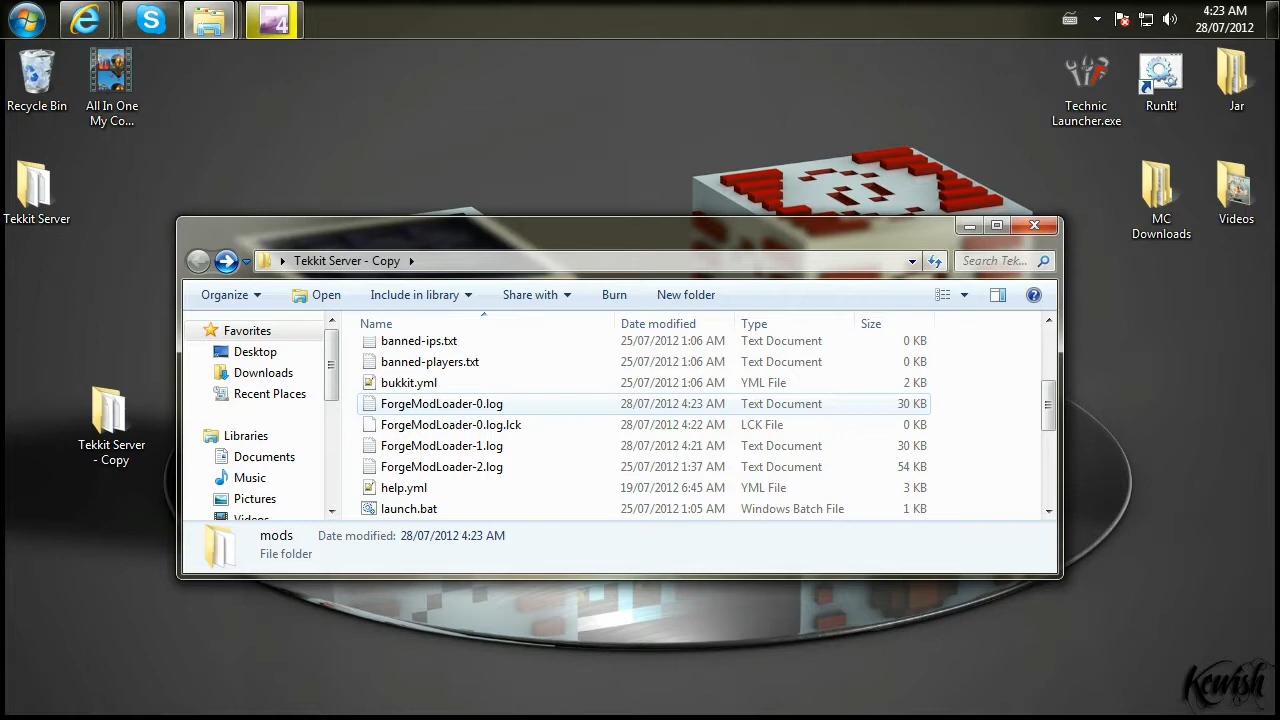 4:23 AM
28/07/2012
Recycle Bin
All In One
My Co...
Technic
Launcher.exe
RunIt!
Jar
Tekkit Server
MC
Downloads
Videos
Tekkit Server
- Copy
Tekkit Server - Copy
Search Tek...
Organize
Open
Include in library
Share with
Burn
New folder
Favorites
Desktop
Downloads
Recent Places
Libraries
Documents
Music
Pictures
Videos
Name Date modified Type Size
banned-ips.txt 25/07/2012 1:06 AM Text Document 0 KB
banned-players.txt 25/07/2012 1:06 AM Text Document 0 KB
bukkit.yml 25/07/2012 1:06 AM YML File 2 KB
ForgeModLoader-0.log 28/07/2012 4:23 AM Text Document 30 KB
ForgeModLoader-0.log.lck 28/07/2012 4:22 AM LCK File 0 KB
ForgeModLoader-1.log 28/07/2012 4:21 AM Text Document 30 KB
ForgeModLoader-2.log 25/07/2012 1:37 AM Text Document 54 KB
help.yml 19/07/2012 6:45 AM YML File 3 KB
launch.bat 25/07/2012 1:05 AM Windows Batch File 1 KB
mods Date modified: 28/07/2012 4:23 AM
File folder
Kewish